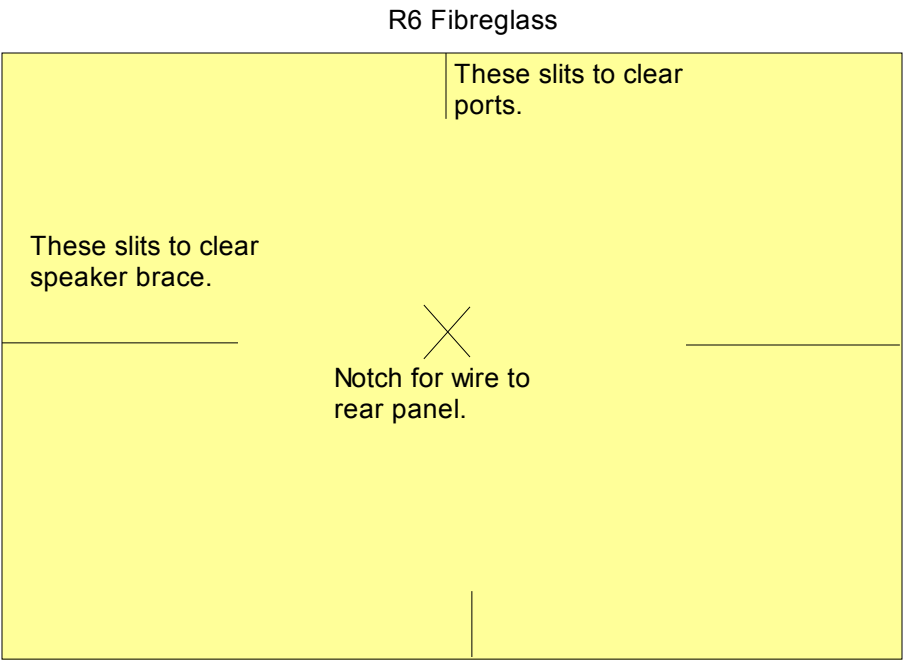 R6 Fibreglass
These slits to clear
ports.
These slits to clear
speaker brace.
Notch for wire to
rear panel.